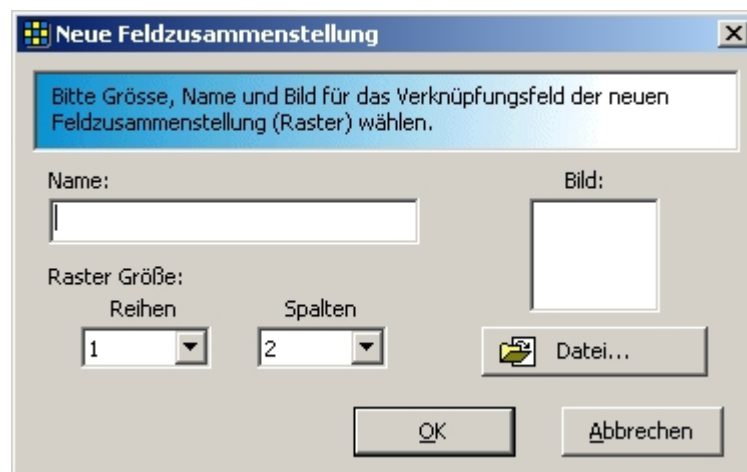 Neue Feldzusammenstellung
Bitte Grösse, Name und Bild für das Verknüpfungsfeld der neuen
Feldzusammenstellung (Raster) wählen.
Name:
Bild:
Raster Größe:
Reihen
Spalten
1
2
Datei...
OK
Abbrechen